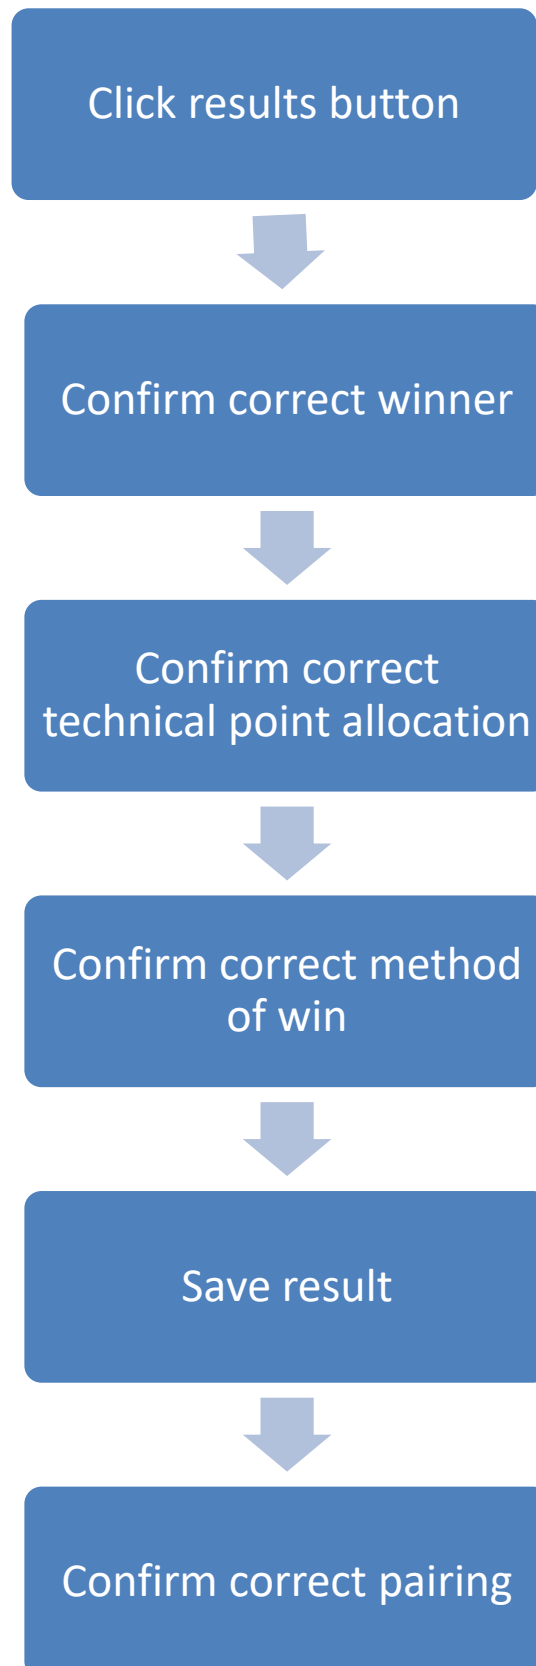 Click results button
Confirm correct winner
Confirm correct
technical point allocation
Confirm correct method
of win
Save result
Confirm correct pairing